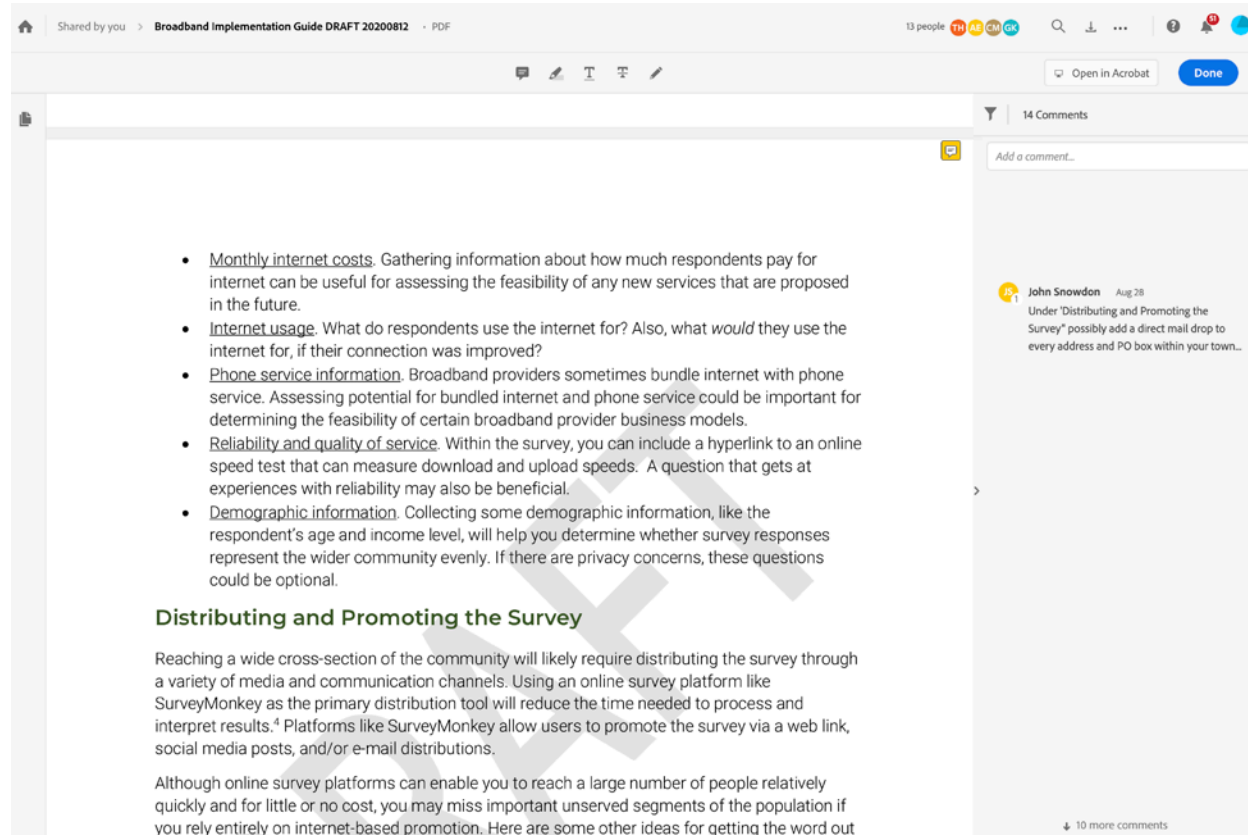 Shared by you > Broadband Implementation Guide DRAFT 20200812 · PDF
13 people TH AE CM GK
51
Open in Acrobat
Done
14 Comments
Add a comment...
• Monthly internet costs. Gathering information about how much respondents pay for
internet can be useful for assessing the feasibility of any new services that are proposed
in the future.
• Internet usage. What do respondents use the internet for? Also, what would they use the
internet for, if their connection was improved?
• Phone service information. Broadband providers sometimes bundle internet with phone
service. Assessing potential for bundled internet and phone service could be important for
determining the feasibility of certain broadband provider business models.
• Reliability and quality of service. Within the survey, you can include a hyperlink to an online
speed test that can measure download and upload speeds. A question that gets at
experiences with reliability may also be beneficial.
• Demographic information. Collecting some demographic information, like the
respondent's age and income level, will help you determine whether survey responses
represent the wider community evenly. If there are privacy concerns, these questions
could be optional.
Distributing and Promoting the Survey
Reaching a wide cross-section of the community will likely require distributing the survey through
a variety of media and communication channels. Using an online survey platform like
SurveyMonkey as the primary distribution tool will reduce the time needed to process and
interpret results.⁴ Platforms like SurveyMonkey allow users to promote the survey via a web link,
social media posts, and/or e-mail distributions.
Although online survey platforms can enable you to reach a large number of people relatively
quickly and for little or no cost, you may miss important unserved segments of the population if
you rely entirely on internet-based promotion. Here are some other ideas for getting the word out
RAFT
JS
1
John Snowdon Aug 28
Under 'Distributing and Promoting the
Survey" possibly add a direct mail drop to
every address and PO box within your town...
10 more comments